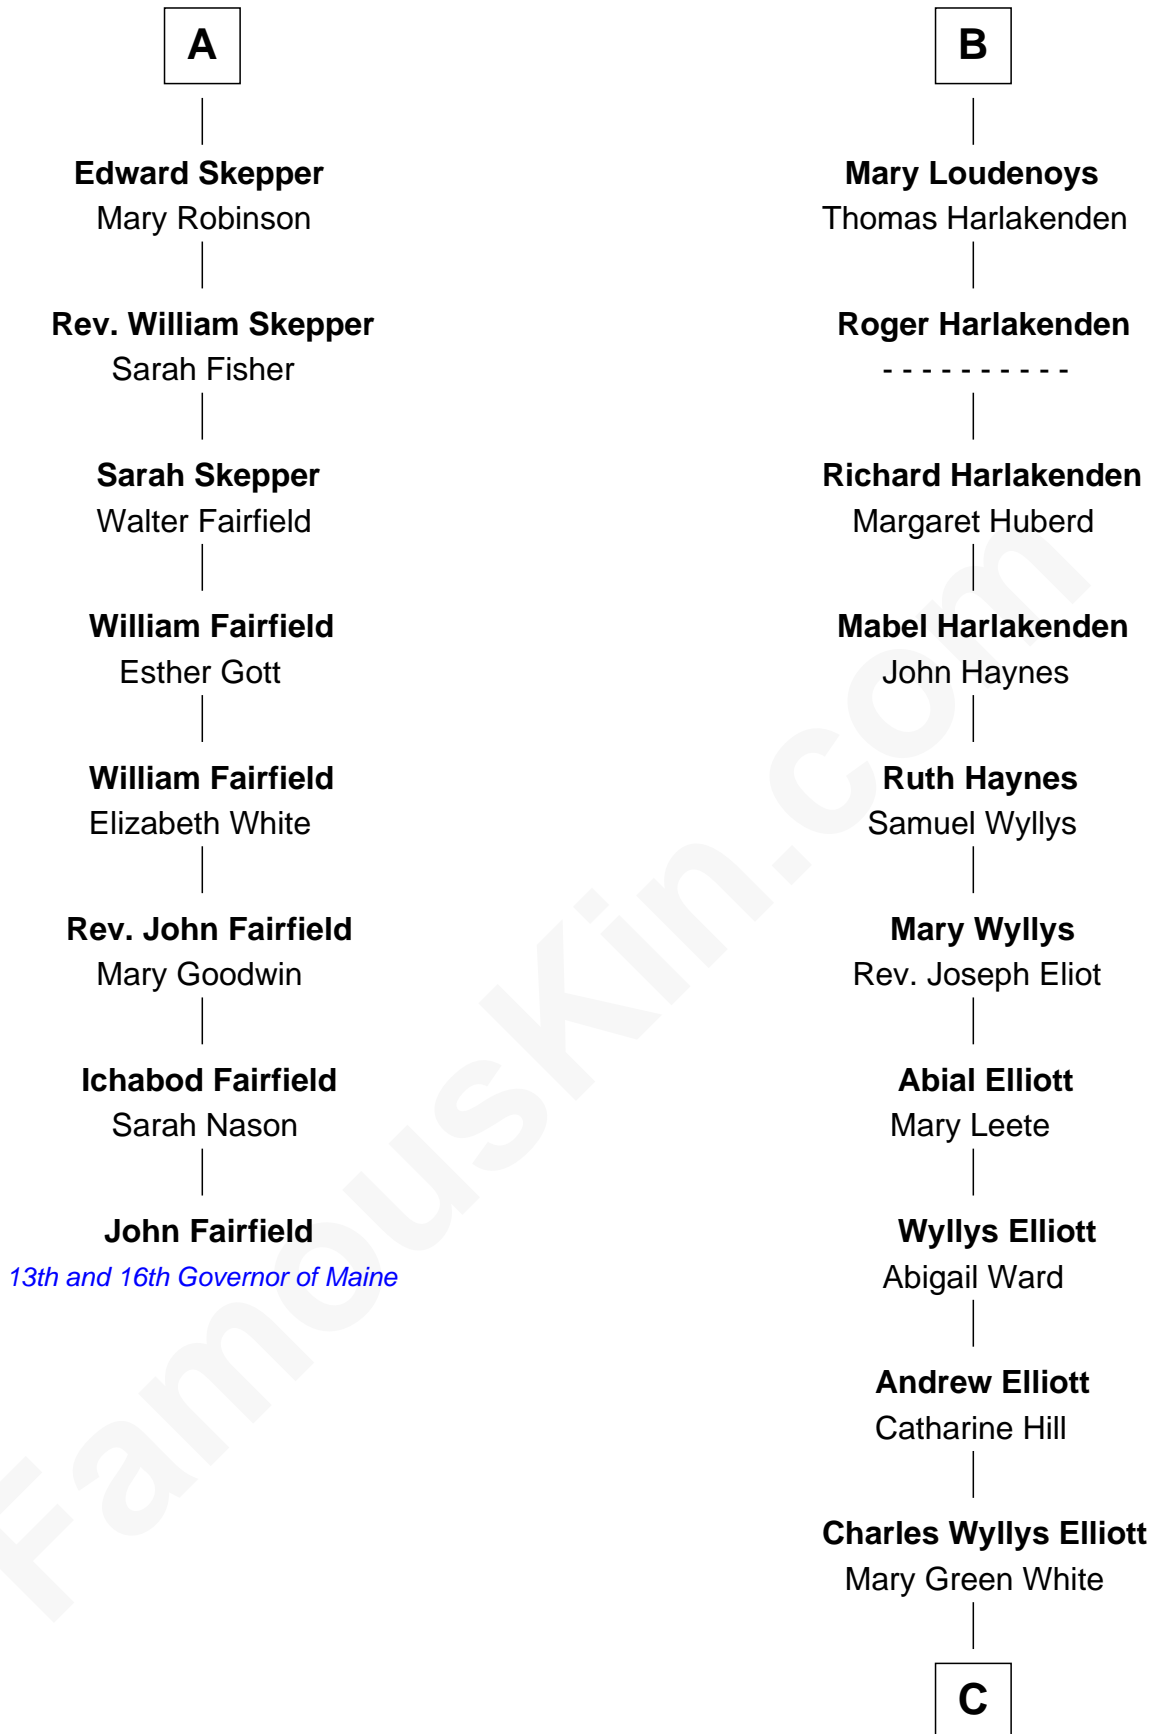 A
Edward Skepper
Mary Robinson
Rev. William Skepper
Sarah Fisher
Sarah Skepper
Walter Fairfield
William Fairfield
Esther Gott
William Fairfield
Elizabeth White
Rev. John Fairfield
Mary Goodwin
Ichabod Fairfield
Sarah Nason
John Fairfield
13th and 16th Governor of Maine
B
Mary Loudenoys
Thomas Harlakenden
Roger Harlakenden
- - - - - - - - - -
Richard Harlakenden
Margaret Huberd
Mabel Harlakenden
John Haynes
Ruth Haynes
Samuel Wyllys
Mary Wyllys
Rev. Joseph Eliot
Abial Elliott
Mary Leete
Wyllys Elliott
Abigail Ward
Andrew Elliott
Catharine Hill
Charles Wyllys Elliott
Mary Green White
C
FamousKin.com